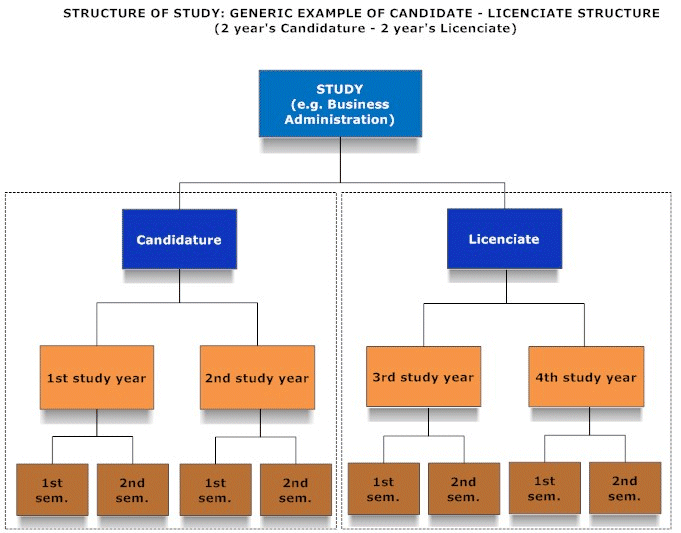 STRUCTURE OF STUDY: GENERIC EXAMPLE OF CANDIDATE - LICENCIATE STRUCTURE
(2 year's Candidature - 2 year's Licenciate)
STUDY
(e.g. Business
Administration)
Candidature
Licenciate
1st study year
2nd study year
3rd study year
4th study year
1st
sem.
2nd
sem.
1st
sem.
2nd
sem.
1st
sem.
2nd
sem.
1st
sem.
2nd
sem.